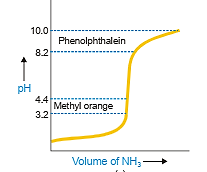 10.0
Phenolphthalein
8.2
pH
4.4
Methyl orange
3.2
Volume of NH₃